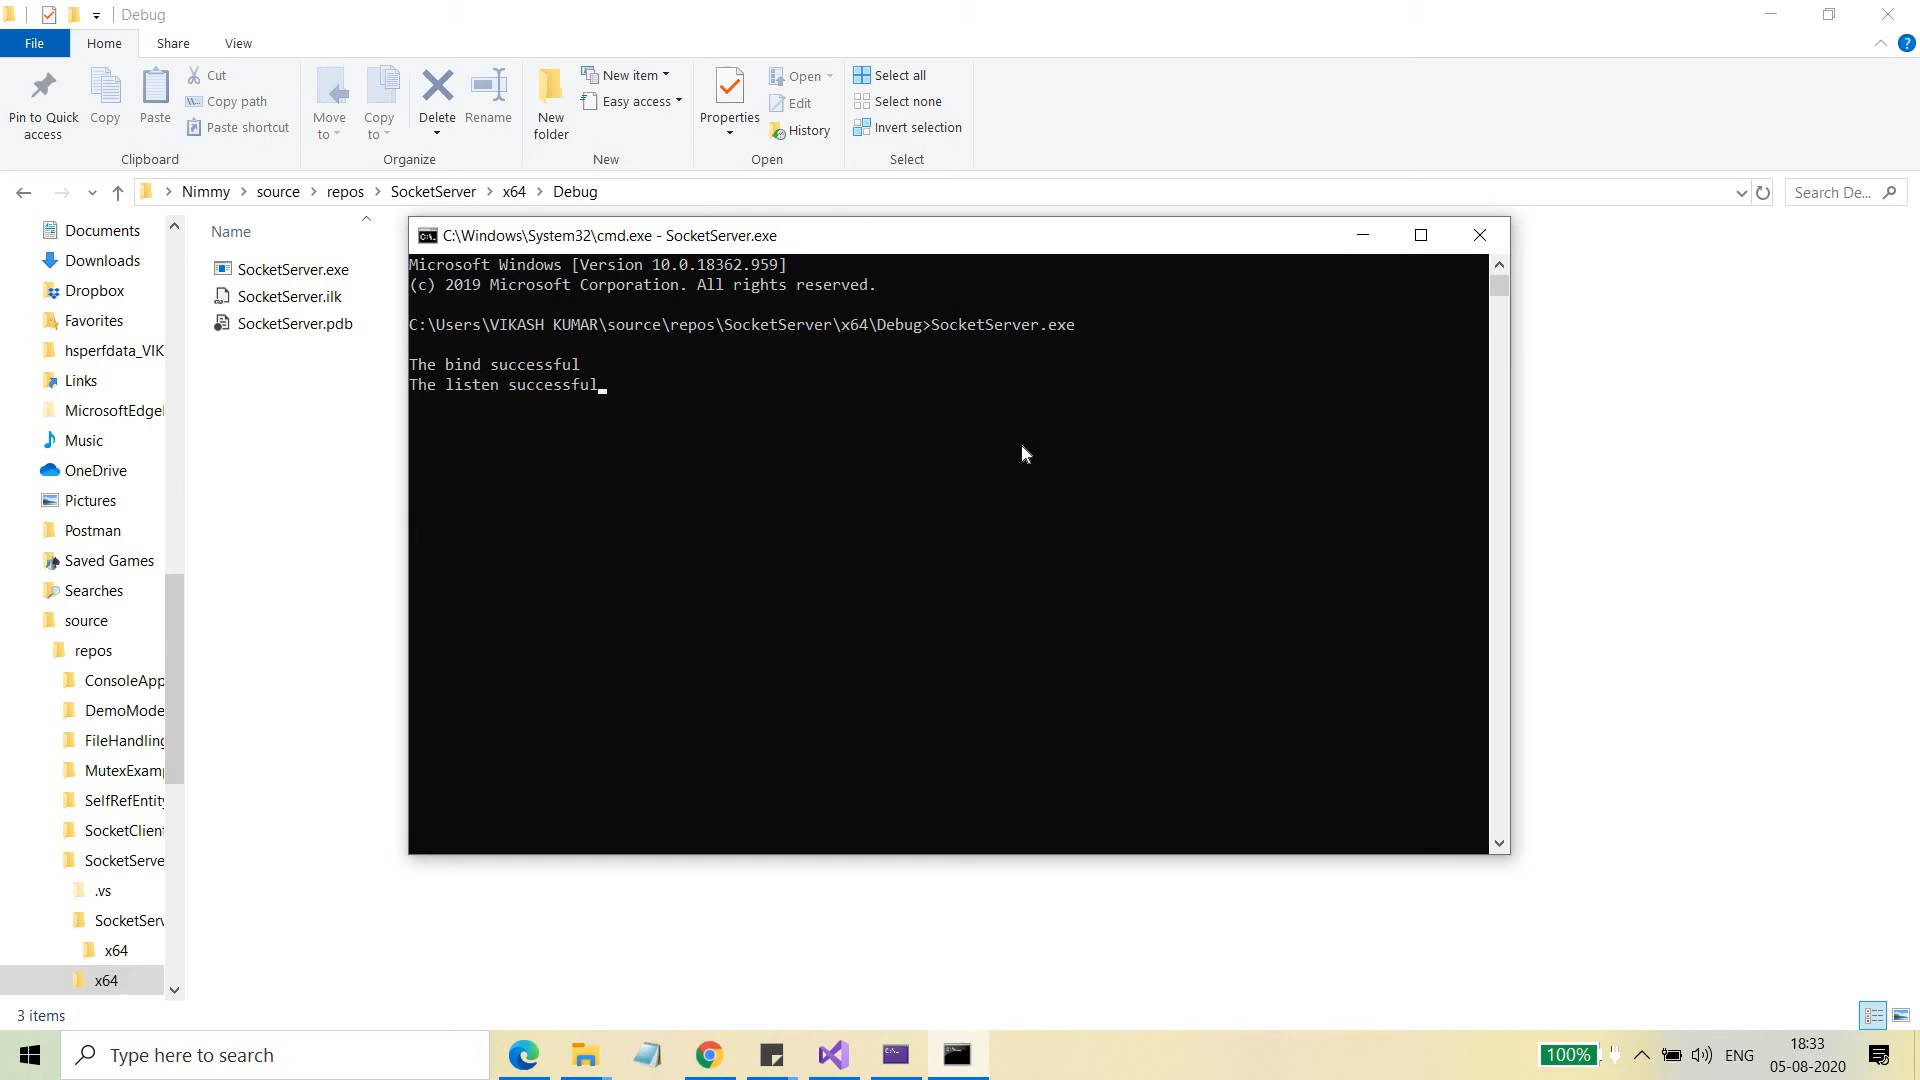 Debug
File Home Share View
Pin to Quick access
Copy
Paste
Cut
Copy path
Paste shortcut
Clipboard
Move to
Copy to
Delete
Rename
Organize
New folder
New item
Easy access
New
Properties
Open
Edit
History
Open
Select all
Select none
Invert selection
Select
Nimmy > source > repos > SocketServer > x64 > Debug
Search De...
Documents
Downloads
Dropbox
Favorites
hsperfdata_VIK
Links
MicrosoftEdge
Music
OneDrive
Pictures
Postman
Saved Games
Searches
source
repos
ConsoleApp
DemoMode
FileHandling
MutexExam
SelfRefEntity
SocketClien
SocketServe
.vs
SocketServ
x64
x64
Name
SocketServer.exe
SocketServer.ilk
SocketServer.pdb
C:\Windows\System32\cmd.exe - SocketServer.exe
Microsoft Windows [Version 10.0.18362.959]
(c) 2019 Microsoft Corporation. All rights reserved.
C:\Users\VIKASH KUMAR\source\repos\SocketServer\x64\Debug>SocketServer.exe
The bind successful
The listen successful
3 items
Type here to search
100%
ENG
18:33
05-08-2020